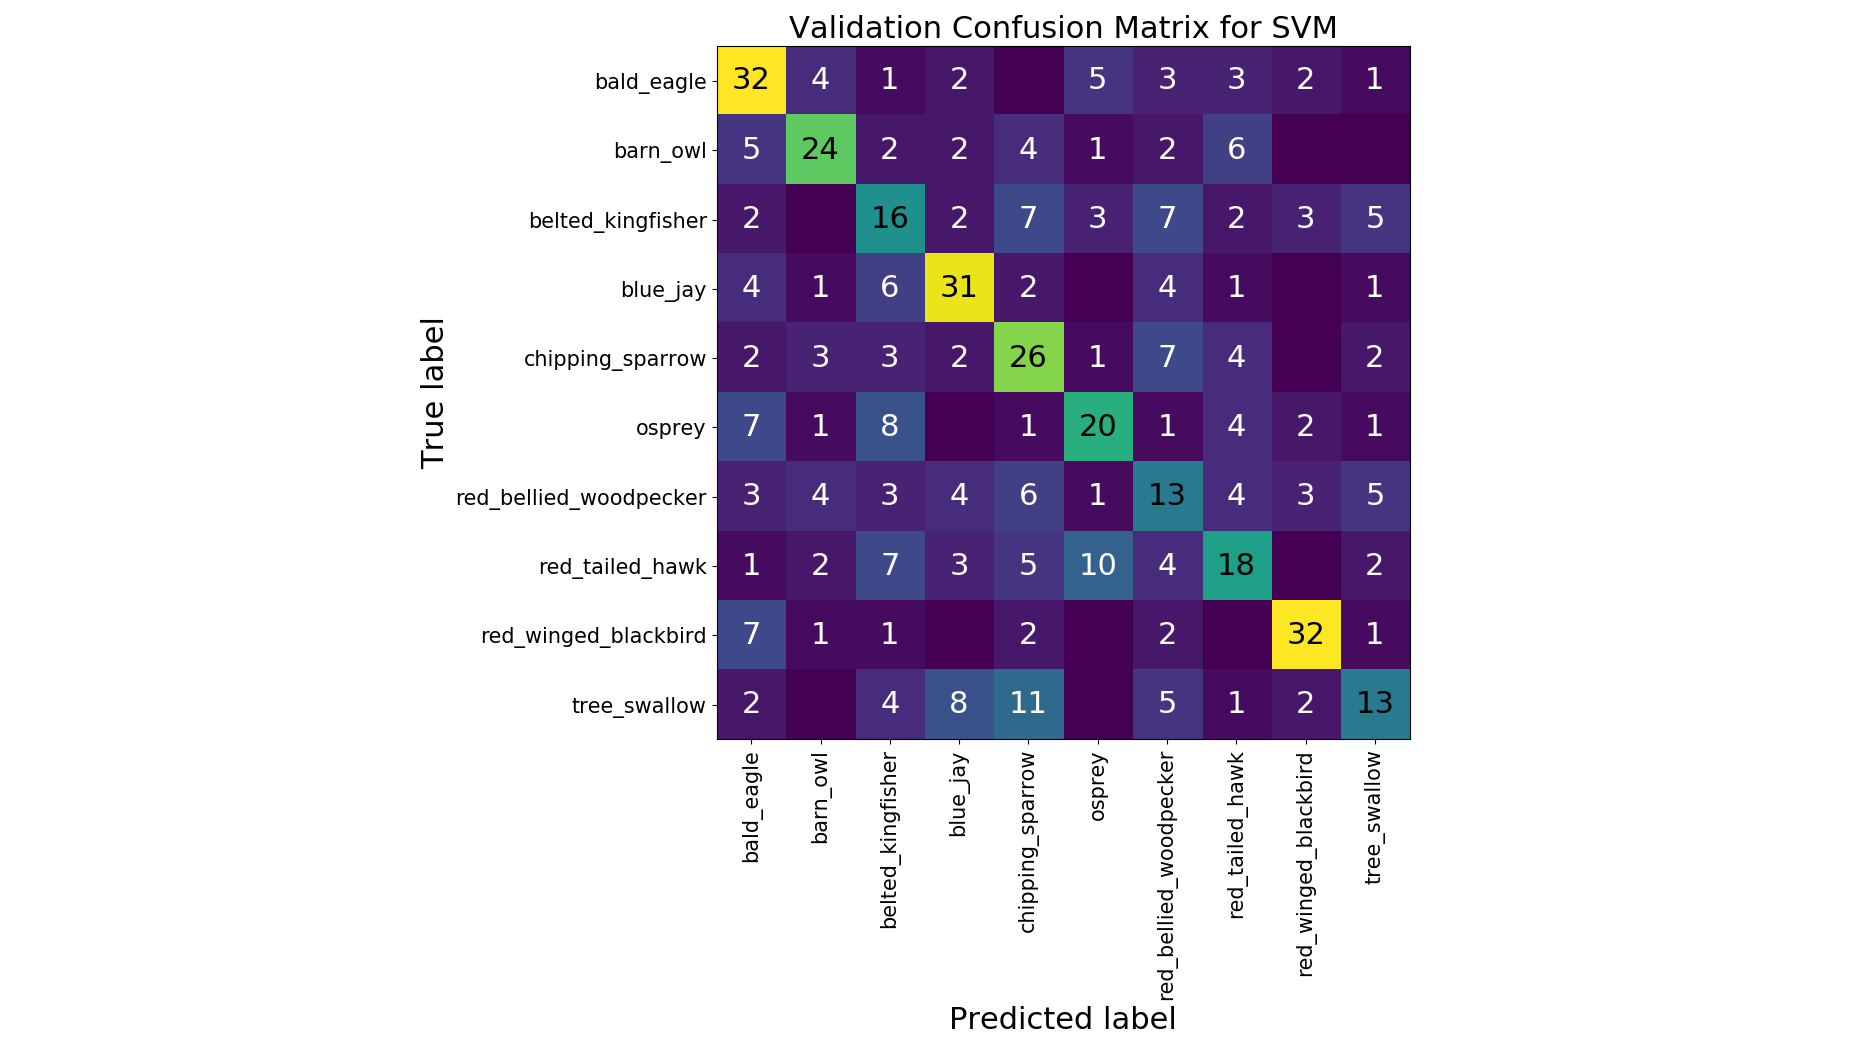 Validation Confusion Matrix for SVM
bald_eagle 32 4 1 2 5 3 3 2 1
barn_owl 5 24 2 2 4 1 2 6
belted_kingfisher 2 16 2 7 3 7 2 3 5
blue_jay 4 1 6 31 2 4 1 1
chipping_sparrow 2 3 3 2 26 1 7 4 2
osprey 7 1 8 1 20 1 4 2 1
red_bellied_woodpecker 3 4 3 4 6 1 13 4 3 5
red_tailed_hawk 1 2 7 3 5 10 4 18 2
red_winged_blackbird 7 1 1 2 2 32 1
tree_swallow 2 4 8 11 5 1 2 13
True label
bald_eagle
barn_owl
belted_kingfisher
blue_jay
chipping_sparrow
osprey
red_bellied_woodpecker
red_tailed_hawk
red_winged_blackbird
tree_swallow
Predicted label